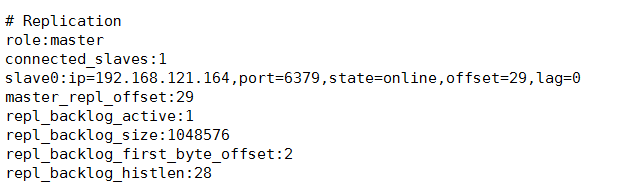 # Replication
role:master
connected_slaves:1
slave0:ip=192.168.121.164,port=6379,state=online,offset=29,lag=0
master_repl_offset:29
repl_backlog_active:1
repl_backlog_size:1048576
repl_backlog_first_byte_offset:2
repl_backlog_histlen:28